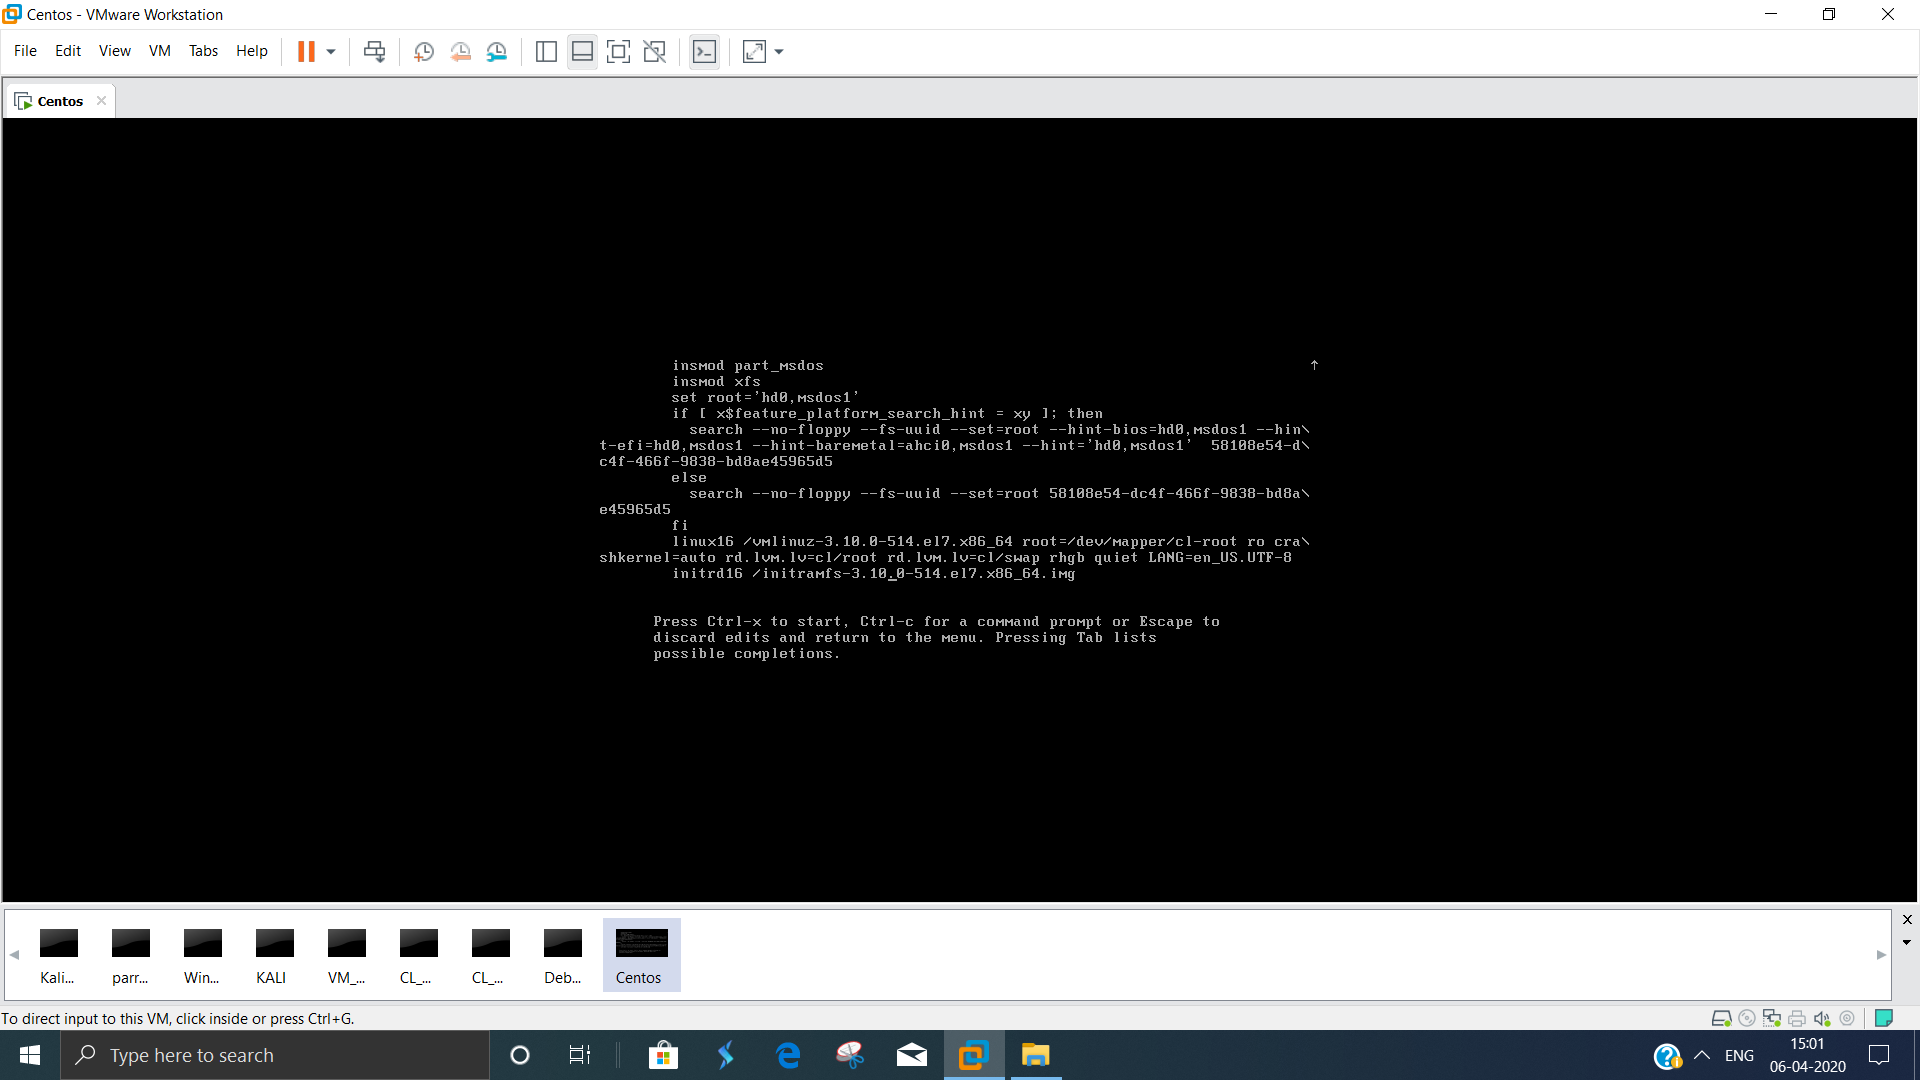 Centos - VMware Workstation
File Edit View VM Tabs Help
Centos
insmod part_msdos
insmod xfs
set root='hd0,msdos1'
if [ x$feature_platform_search_hint = xy ]; then
search --no-floppy --fs-uuid --set=root --hint-bios=hd0,msdos1 --hin\
t-efi=hd0,msdos1 --hint-baremetal=ahci0,msdos1 --hint='hd0,msdos1'  58108e54-d\
c4f-466f-9838-bd8ae45965d5
else
search --no-floppy --fs-uuid --set=root 58108e54-dc4f-466f-9838-bd8a\
e45965d5
fi
linux16 /vmlinuz-3.10.0-514.el7.x86_64 root=/dev/mapper/cl-root ro cra\
shkernel=auto rd.lvm.lv=cl/root rd.lvm.lv=cl/swap rhgb quiet LANG=en_US.UTF-8
initrd16 /initramfs-3.10.0-514.el7.x86_64.img
Press Ctrl-x to start, Ctrl-c for a command prompt or Escape to
discard edits and return to the menu. Pressing Tab lists
possible completions.
Kali... parr... Win... KALI VM_... CL_... CL_... Deb... Centos
To direct input to this VM, click inside or press Ctrl+G.
Type here to search
ENG
15:01
06-04-2020